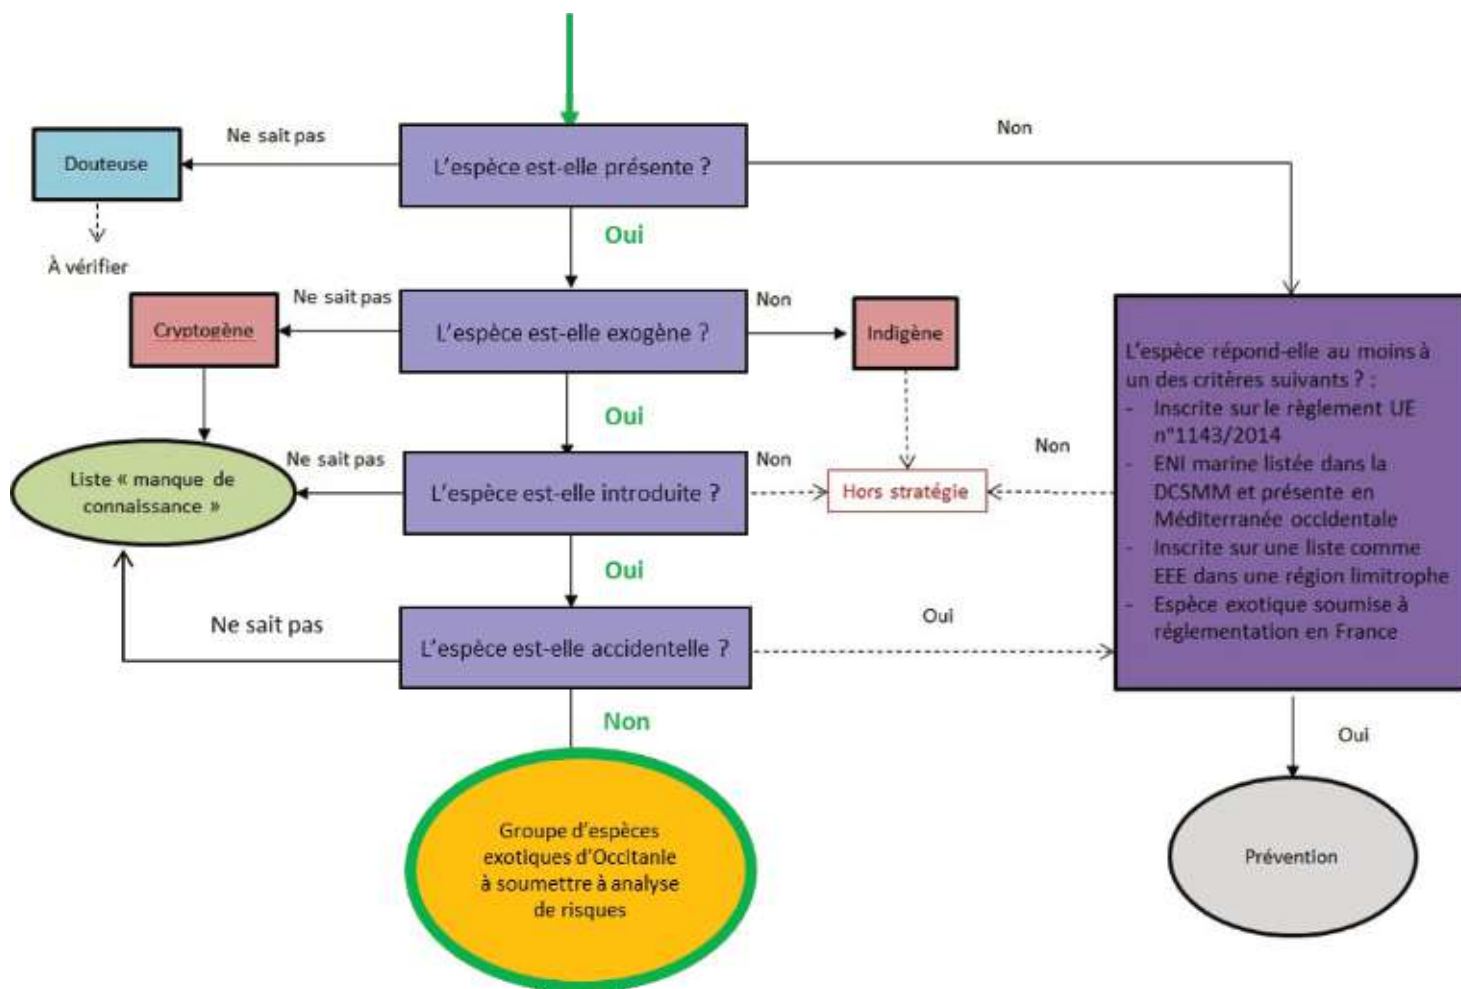 Ne sait pas
Non
Douteuse
L'espèce est-elle présente ?
Oui
À vérifier
Ne sait pas
Non
Cryptogène
L'espèce est-elle exogène ?
Indigène
Oui
L'espèce répond-elle au moins à
un des critères suivants ? :
- Inscrite sur le règlement UE
n°1143/2014
- ENI marine listée dans la
DCSMM et présente en
Méditerranée occidentale
- Inscrite sur une liste comme
EEE dans une région limitrophe
- Espèce exotique soumise à
réglementation en France
Ne sait pas
Non
Non
Liste « manque de
connaissance »
L'espèce est-elle introduite ?
Hors stratégie
Oui
Ne sait pas
Oui
L'espèce est-elle accidentelle ?
Non
Oui
Groupe d'espèces
exotiques d'Occitanie
à soumettre à analyse
de risques
Prévention